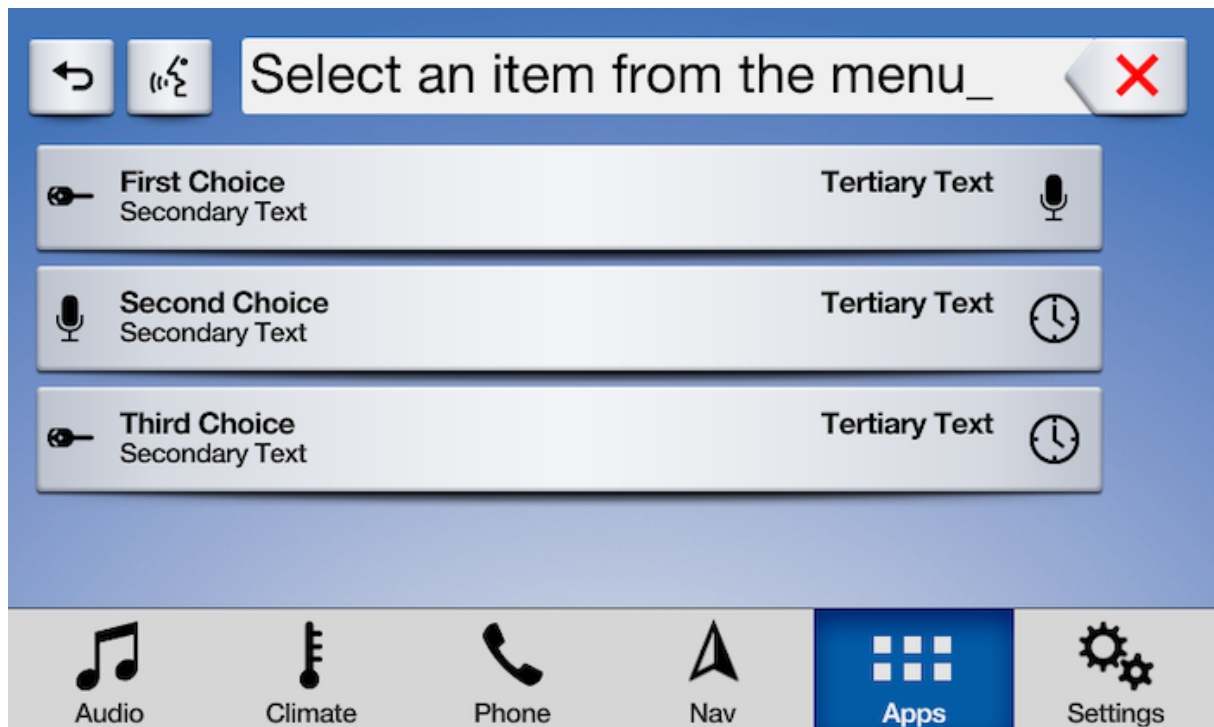 Select an item from the menu_
First Choice
Secondary Text
Tertiary Text
Second Choice
Secondary Text
Tertiary Text
Third Choice
Secondary Text
Tertiary Text
Audio
Climate
Phone
Nav
Apps
Settings